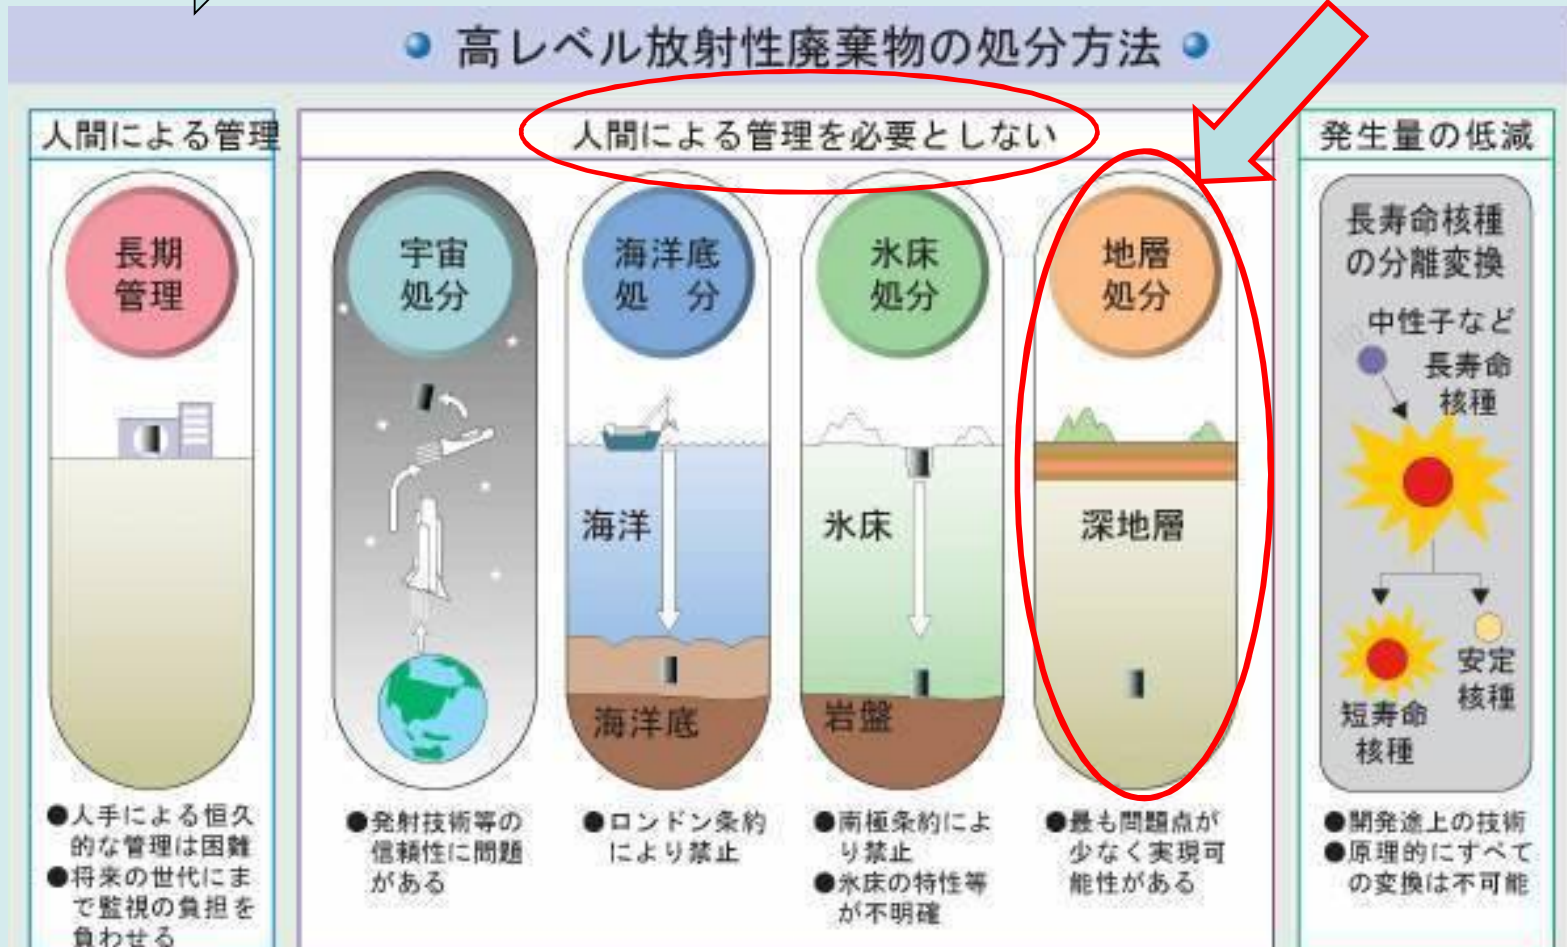 高レベル放射性廃棄物の処分方法
人間による管理
長期
管理
●人手による恒久
的な管理は困難
●将来の世代にま
で監視の負担を
負わせる
人間による管理を必要としない
宇宙
処分
●発射技術等の
信頼性に問題
がある
海洋底
処 分
海洋
海洋底
●ロンドン条約
により禁止
氷床
処分
氷床
岩盤
●南極条約によ
り禁止
●氷床の特性等
が不明確
地層
処分
深地層
●最も問題点が
少なく実現可
能性がある
発生量の低減
長寿命核種
の分離変換
中性子など
長寿命
核種
安定
核種
短寿命
核種
●開発途上の技術
●原理的にすべて
の変換は不可能